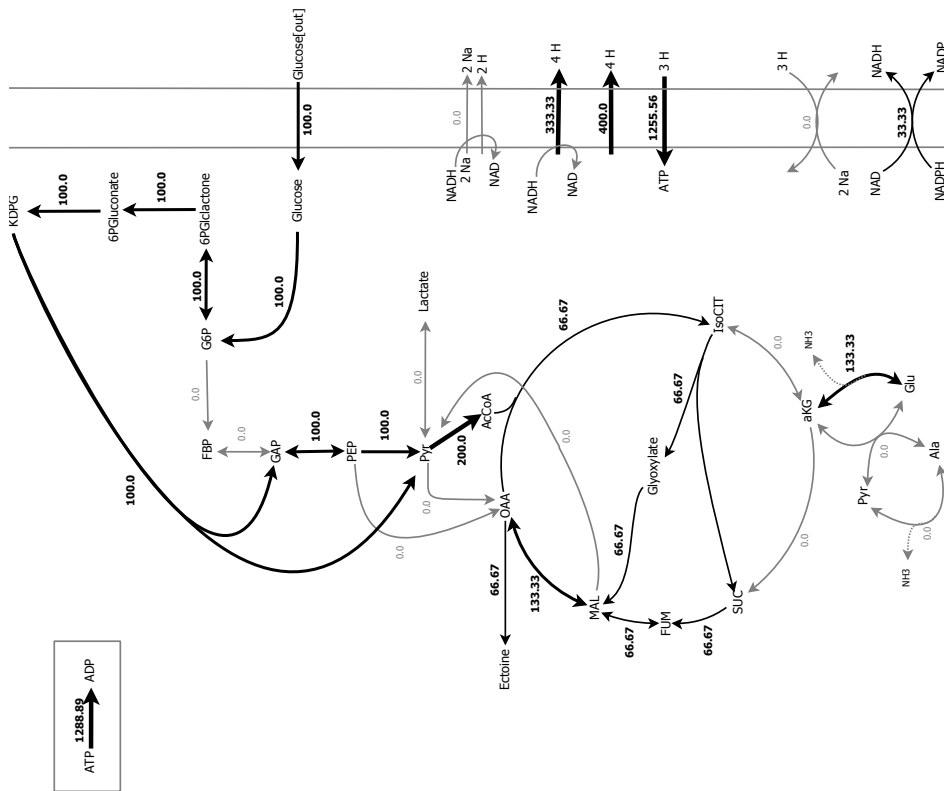 KDPG
100.0
1288.89
ATP
ADP
6PGluconate
100.0
100.0
0.0
100.0
FBP
G6P
6PGlclactone
0.0
GAP
100.0
Glucose
Glucose[out]
100.0
100.0
PEP
100.0
0.0
0.0
Pyr
Lactate
0.0
NADH
0.0
200.0
2 Na
2 Na
2 H
AcCoA
NAD
66.67
Ectoine
OAA
NADH
133.33
333.33
4 H
0.0
66.67
NAD
MAL
400.0
4 H
66.67
66.67
1255.56
FUM
Glyoxylate
ATP
3 H
66.67
66.67
SUC
IsoCIT
3 H
0.0
0.0
0.0
aKG
NH3
2 Na
133.33
Pyr
NAD
NADH
0.0
33.33
NH3
Glu
0.0
Ala
NADPH
NADP